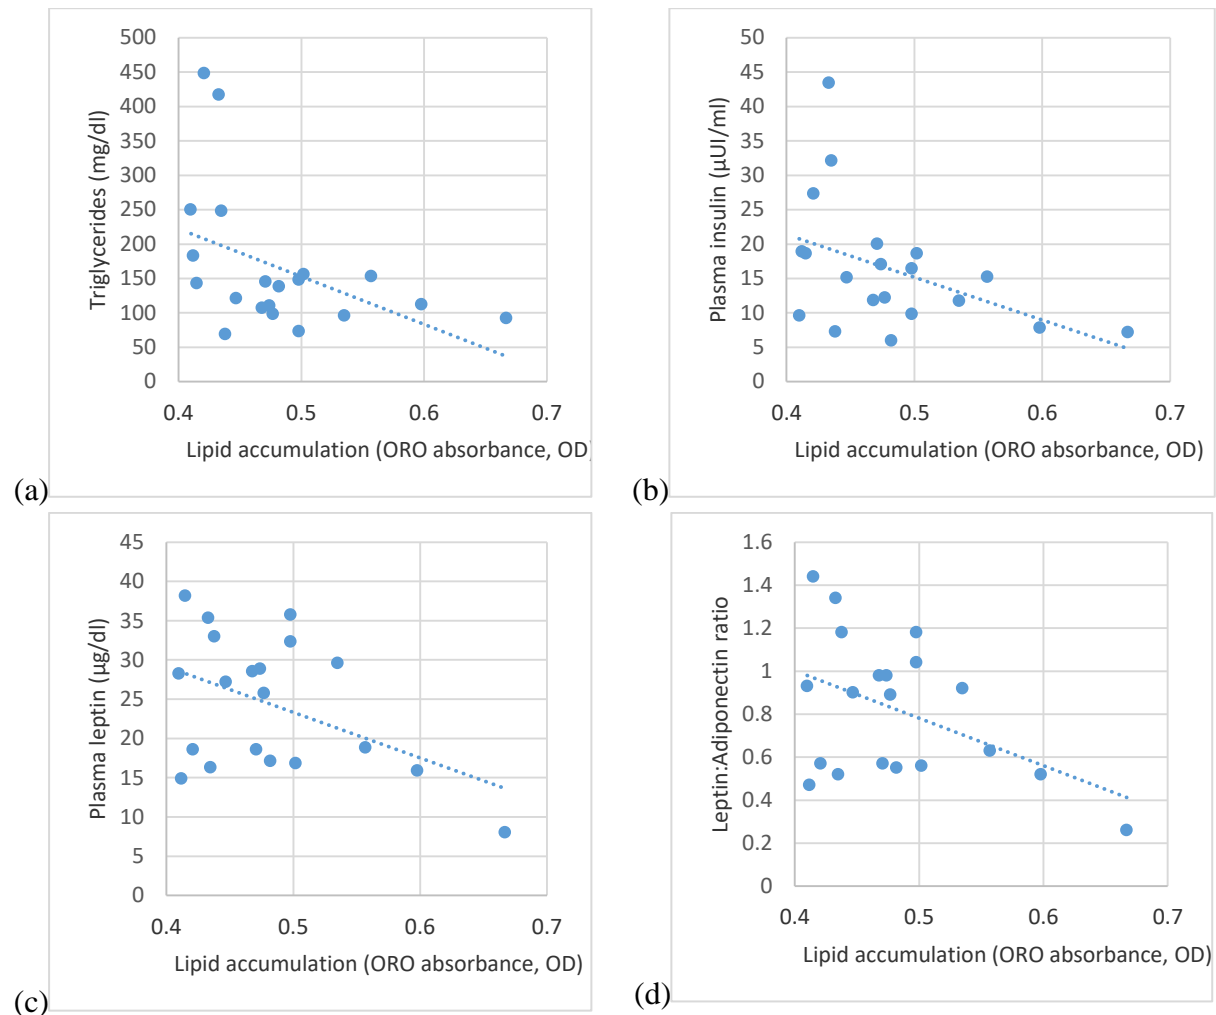 500
450
400
350
300
250
200
150
100
50
0
Triglycerides (mg/dl)
0.4 0.5 0.6 0.7
Lipid accumulation (ORO absorbance, OD)
(a)
50
45
40
35
30
25
20
15
10
5
0
Plasma insulin (μUI/ml)
0.4 0.5 0.6 0.7
Lipid accumulation (ORO absorbance, OD)
(b)
45
40
35
30
25
20
15
10
5
0
Plasma leptin (μg/dl)
0.4 0.5 0.6 0.7
Lipid accumulation (ORO absorbance, OD)
(c)
1.6
1.4
1.2
1
0.8
0.6
0.4
0.2
0
Leptin:Adiponectin ratio
0.4 0.5 0.6 0.7
Lipid accumulation (ORO absorbance, OD)
(d)